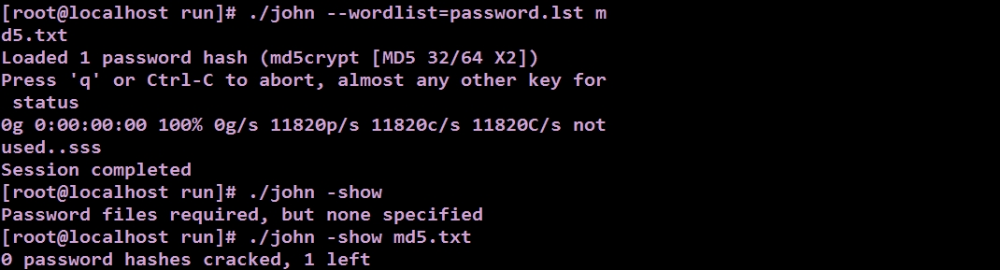 [root@localhost run]# ./john --wordlist=password.lst m
d5.txt
Loaded 1 password hash (md5crypt [MD5 32/64 X2])
Press 'q' or Ctrl-C to abort, almost any other key for
 status
0g 0:00:00:00 100% 0g/s 11820p/s 11820c/s 11820C/s not
used..sss
Session completed
[root@localhost run]# ./john -show
Password files required, but none specified
[root@localhost run]# ./john -show md5.txt
0 password hashes cracked, 1 left